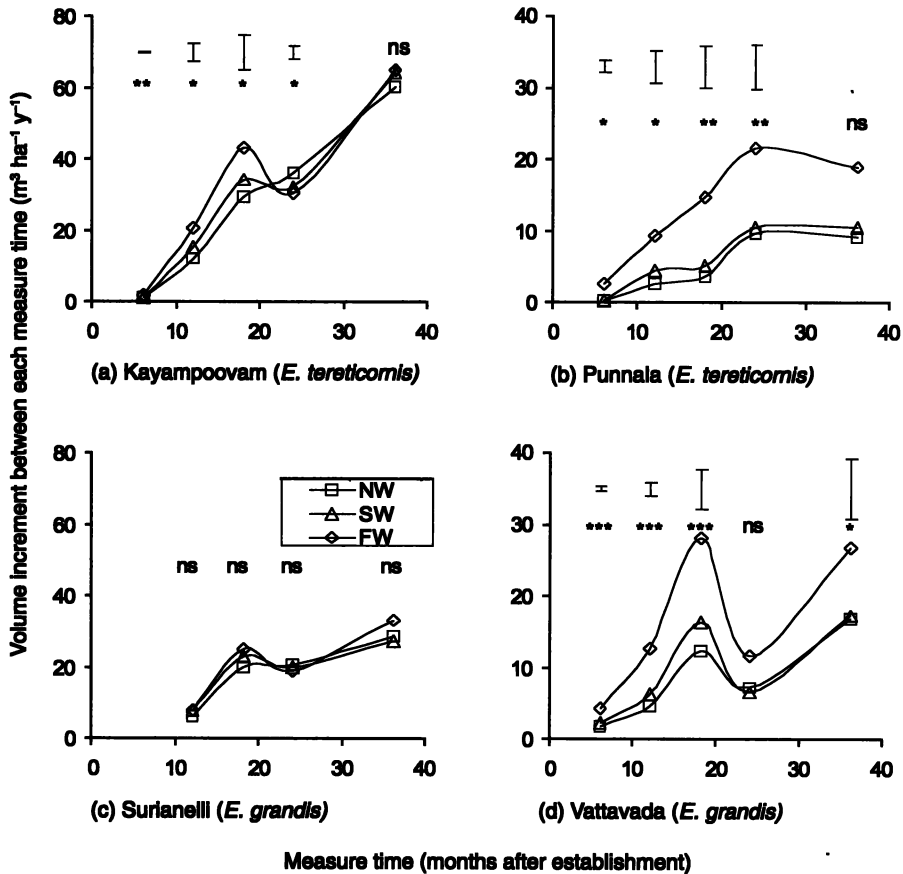 Volume increment between each measure time (m³ ha⁻¹ y⁻¹)
80
60
40
20
0
** * * * ns
0 10 20 30 40
(a) Kayampoovam (E. tereticornis)
40
30
20
10
0
* * ** ** ns
0 10 20 30 40
(b) Punnala (E. tereticornis)
80
60
40
20
0
NW
SW
FW
ns ns ns ns
0 10 20 30 40
(c) Surianelli (E. grandis)
40
30
20
10
0
*** *** *** ns *
0 10 20 30 40
(d) Vattavada (E. grandis)
Measure time (months after establishment)